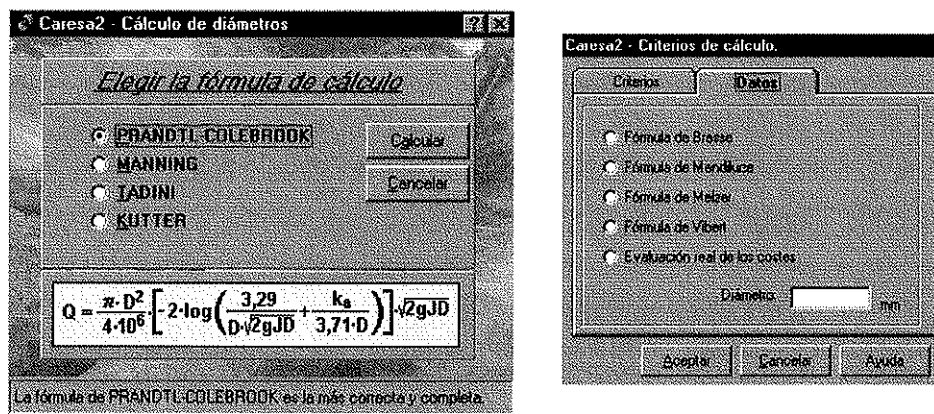 Caresa2 - Cálculo de diámetros
Elegir la fórmula de cálculo
PRANDTL-COLEBROOK
MANNING
TADINI
KUTTER
Calcular
Cancelar
Q = π·D² / 4·10⁶ · [-2·log(3,29 / D·√2gJD + kₐ / 3,71·D)]·√2gJD
La fórmula de PRANDTL-COLEBROOK es la más correcta y completa.
Caresa2 - Criterios de cálculo.
Criterios
Datos
Fórmula de Bresse
Fórmula de Mendiluce
Fórmula de Melzer
Fórmula de Vibert
Evaluación real de los costes
Diámetro: mm
Aceptar
Cancelar
Ayuda